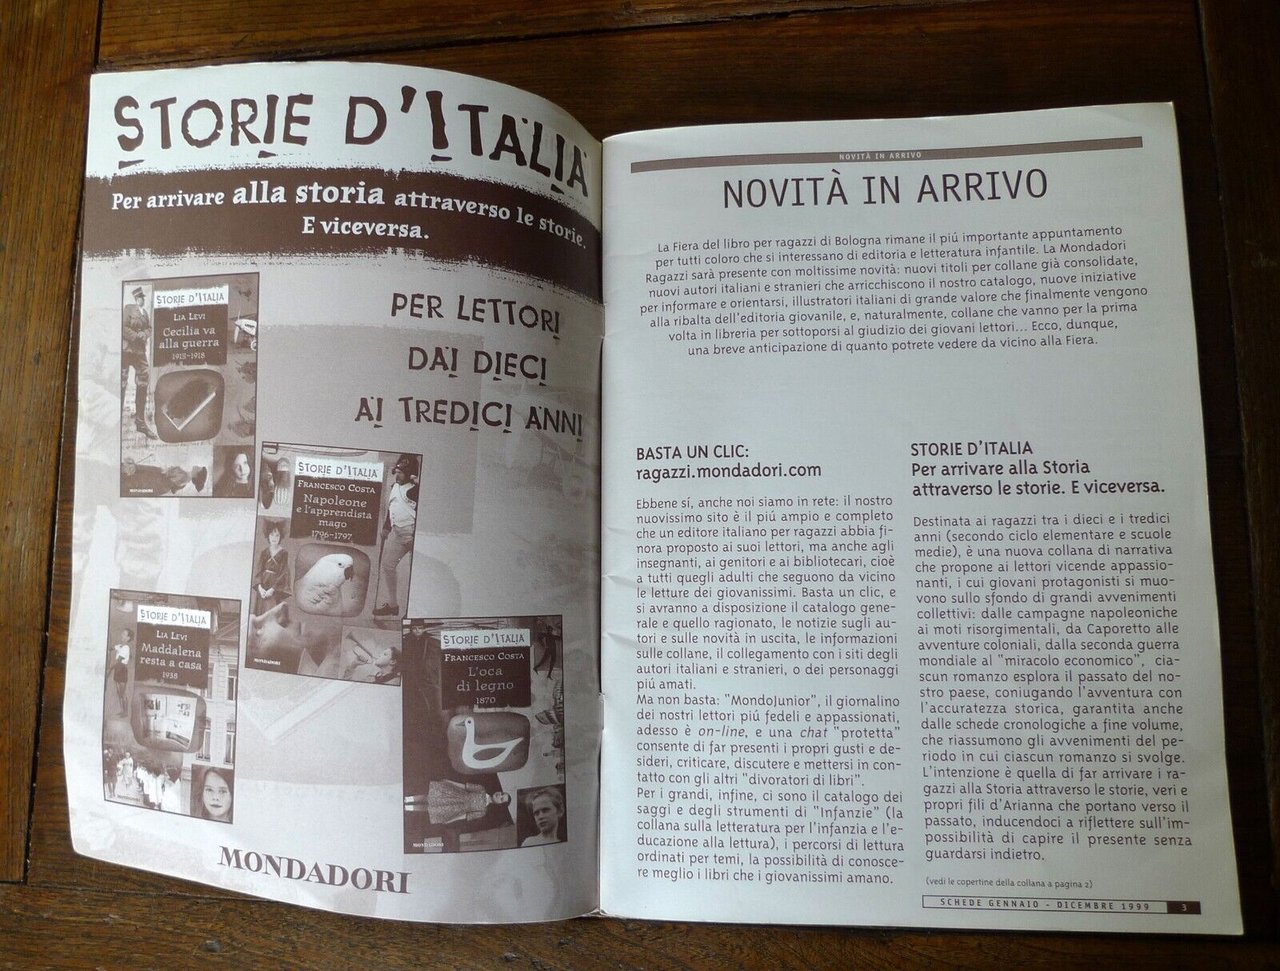 STORIE D'ITALIA
Per arrivare alla storia attraverso le storie.
E viceversa.
PER LETTORI
DAI DIECI
AI TREDICI ANNI
STORIE D'ITALIA
LIA LEVI
Cecilia va
alla guerra
1915-1918
MONDADORI
STORIE D'ITALIA
FRANCESCO COSTA
Napoleone
e l'apprendista
mago
1796-1797
MONDADORI
STORIE D'ITALIA
LIA LEVI
Maddalena
resta a casa
1938
MONDADORI
STORIE D'ITALIA
FRANCESCO COSTA
L'oca
di legno
1870
MONDADORI
MONDADORI
NOVITÀ IN ARRIVO
NOVITÀ IN ARRIVO
La Fiera del libro per ragazzi di Bologna rimane il piú importante appuntamento
per tutti coloro che si interessano di editoria e letteratura infantile. La Mondadori
Ragazzi sarà presente con moltissime novità: nuovi titoli per collane già consolidate,
nuovi autori italiani e stranieri che arricchiscono il nostro catalogo, nuove iniziative
per informare e orientarsi, illustratori italiani di grande valore che finalmente vengono
alla ribalta dell'editoria giovanile, e, naturalmente, collane che vanno per la prima
volta in libreria per sottoporsi al giudizio dei giovani lettori... Ecco, dunque,
una breve anticipazione di quanto potrete vedere da vicino alla Fiera.
BASTA UN CLIC:
ragazzi.mondadori.com
Ebbene sí, anche noi siamo in rete: il nostro
nuovissimo sito è il piú ampio e completo
che un editore italiano per ragazzi abbia fi-
nora proposto ai suoi lettori, ma anche agli
insegnanti, ai genitori e ai bibliotecari, cioè
a tutti quegli adulti che seguono da vicino
le letture dei giovanissimi. Basta un clic, e
si avranno a disposizione il catalogo gene-
rale e quello ragionato, le notizie sugli au-
tori e sulle novità in uscita, le informazioni
sulle collane, il collegamento con i siti degli
autori italiani e stranieri, o dei personaggi
piú amati.
Ma non basta: "MondoJunior", il giornalino
dei nostri lettori piú fedeli e appassionati,
adesso è on-line, e una chat "protetta"
consente di far presenti i propri gusti e de-
sideri, criticare, discutere e mettersi in con-
tatto con gli altri "divoratori di libri".
Per i grandi, infine, ci sono il catalogo dei
saggi e degli strumenti di "Infanzie" (la
collana sulla letteratura per l'infanzia e l'e-
ducazione alla lettura), i percorsi di lettura
ordinati per temi, la possibilità di conosce-
re meglio i libri che i giovanissimi amano.
STORIE D'ITALIA
Per arrivare alla Storia
attraverso le storie. E viceversa.
Destinata ai ragazzi tra i dieci e i tredici
anni (secondo ciclo elementare e scuole
medie), è una nuova collana di narrativa
che propone ai lettori vicende appassio-
nanti, i cui giovani protagonisti si muo-
vono sullo sfondo di grandi avvenimenti
collettivi: dalle campagne napoleoniche
ai moti risorgimentali, da Caporetto alle
avventure coloniali, dalla seconda guerra
mondiale al "miracolo economico", cia-
scun romanzo esplora il passato del no-
stro paese, coniugando l'avventura con
l'accuratezza storica, garantita anche
dalle schede cronologiche a fine volume,
che riassumono gli avvenimenti del pe-
riodo in cui ciascun romanzo si svolge.
L'intenzione è quella di far arrivare i ra-
gazzi alla Storia attraverso le storie, veri e
propri fili d'Arianna che portano verso il
passato, inducendoci a riflettere sull'im-
possibilità di capire il presente senza
guardarsi indietro.
(vedi le copertine della collana a pagina 2)
SCHEDE GENNAIO - DICEMBRE 1999 3